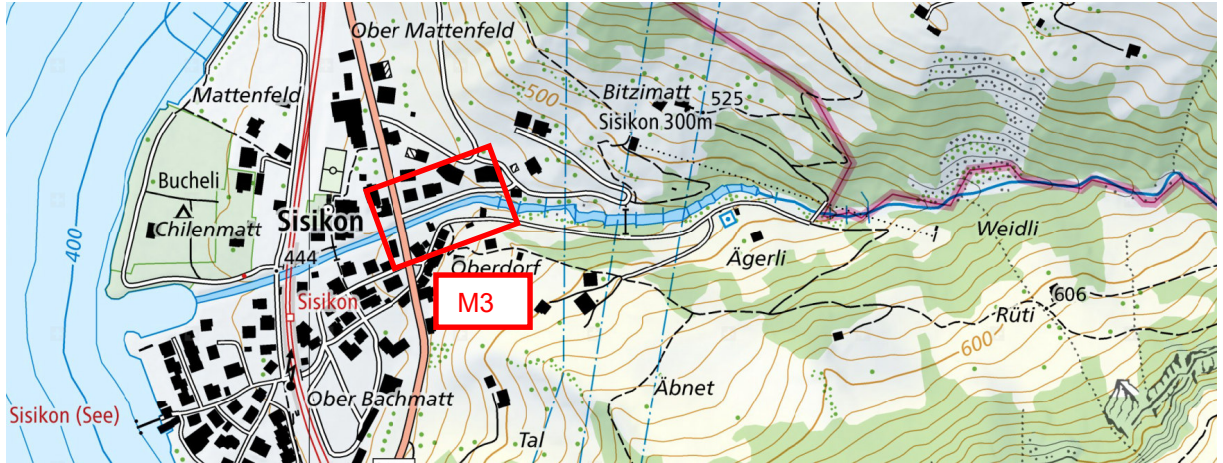 Ober Mattenfeld
Mattenfeld
500
Bitzimatt
525
Sisikon 300m
Bucheli
Chilenmatt
Sisikon
400
444
Oberdorf
Ägerli
Weidli
Sisikon
M3
606
Rüti
600
Äbnet
Ober Bachmatt
Sisikon (See)
Tal